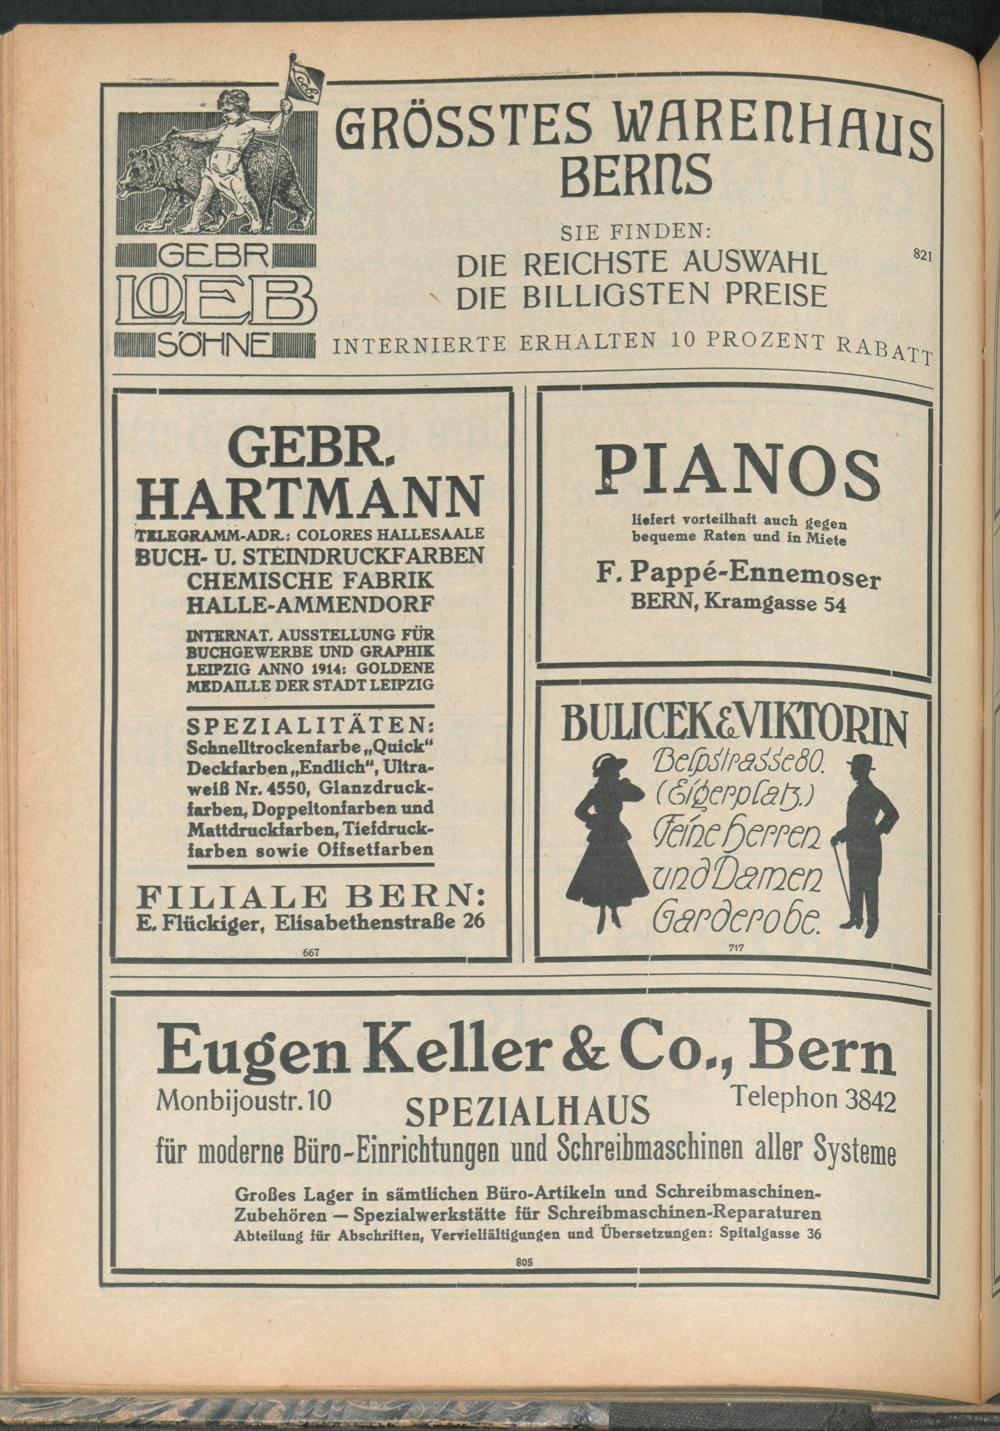 Loeb
GEBR
LOEB
SÖHNE
GRÖSSTES WARENHAUS
BERNS
SIE FINDEN:
DIE REICHSTE AUSWAHL
DIE BILLIGSTEN PREISE
821
INTERNIERTE ERHALTEN 10 PROZENT RABATT
GEBR.
HARTMANN
TELEGRAMM-ADR.: COLORES HALLESAALE
BUCH- U. STEINDRUCKFARBEN
CHEMISCHE FABRIK
HALLE-AMMENDORF
INTERNAT. AUSSTELLUNG FÜR
BUCHGEWERBE UND GRAPHIK
LEIPZIG ANNO 1914: GOLDENE
MEDAILLE DER STADT LEIPZIG
SPEZIALITÄTEN:
Schnelltrockenfarbe „Quick“
Deckfarben „Endlich“, Ultra-
weiß Nr. 4550, Glanzdruck-
farben, Doppeltonfarben und
Mattdruckfarben, Tiefdruck-
farben sowie Offsetfarben
FILIALE BERN:
E. Flückiger, Elisabethenstraße 26
667
PIANOS
liefert vorteilhaft auch gegen
bequeme Raten und in Miete
F. Pappé-Ennemoser
BERN, Kramgasse 54
BULICEK & VIKTORIN
Belpstrasse 80.
(Eigerplatz.)
Feine Herren
und Damen
Garderobe.
717
Eugen Keller & Co., Bern
Monbijoustr. 10
SPEZIALHAUS
Telephon 3842
für moderne Büro-Einrichtungen und Schreibmaschinen aller Systeme
Großes Lager in sämtlichen Büro-Artikeln und Schreibmaschinen-
Zubehören — Spezialwerkstätte für Schreibmaschinen-Reparaturen
Abteilung für Abschriften, Vervielfältigungen und Übersetzungen: Spitalgasse 36
805